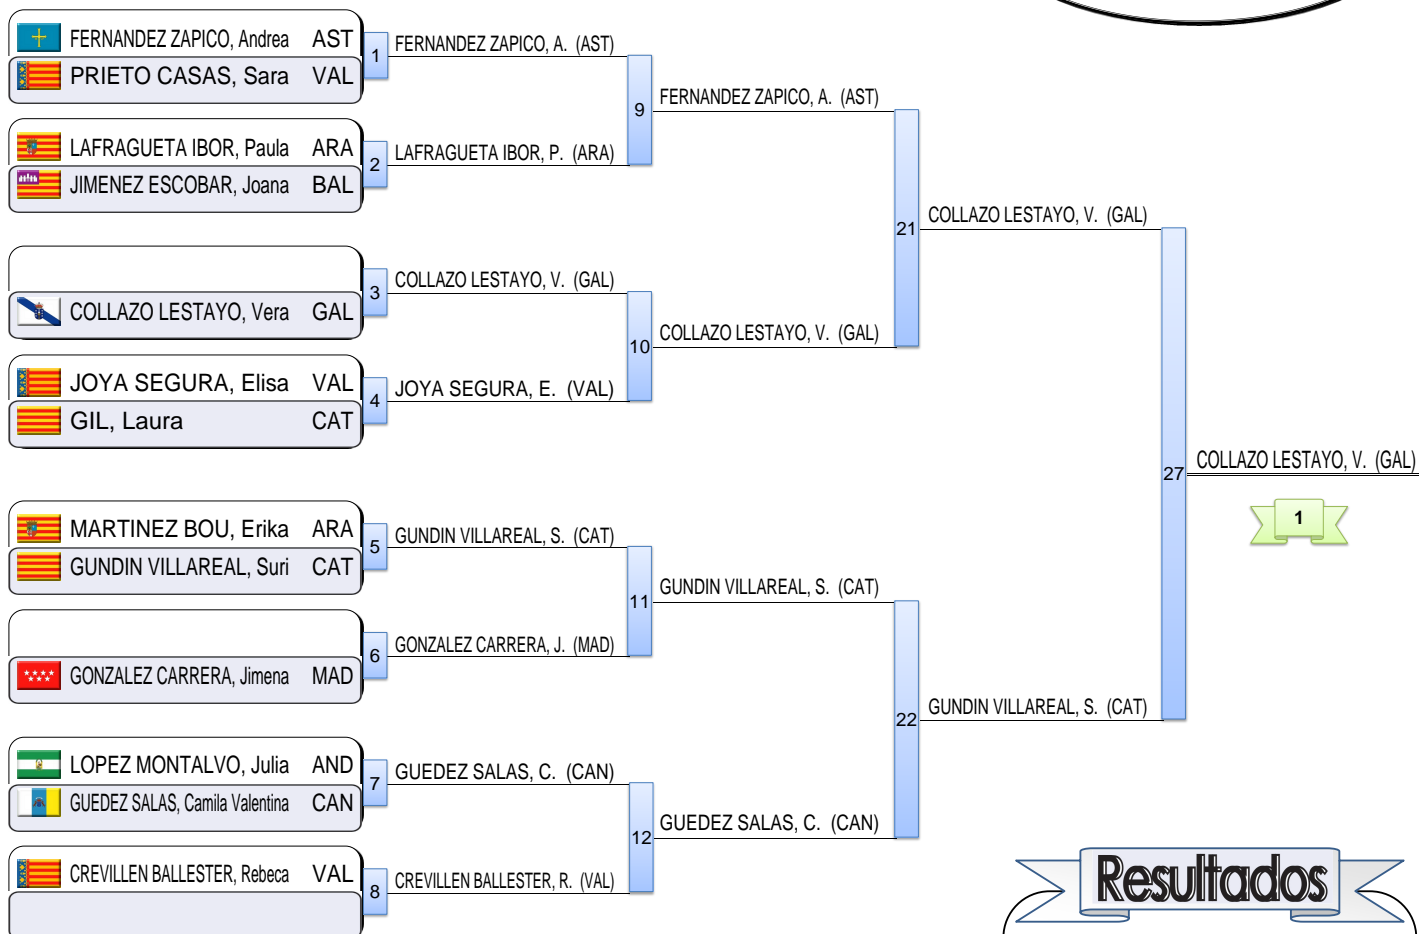 FERNANDEZ ZAPICO, Andrea AST
PRIETO CASAS, Sara VAL
1
FERNANDEZ ZAPICO, A. (AST)
LAFRAGUETA IBOR, Paula ARA
JIMENEZ ESCOBAR, Joana BAL
2
LAFRAGUETA IBOR, P. (ARA)
9
FERNANDEZ ZAPICO, A. (AST)
COLLAZO LESTAYO, Vera GAL
3
COLLAZO LESTAYO, V. (GAL)
JOYA SEGURA, Elisa VAL
GIL, Laura CAT
4
JOYA SEGURA, E. (VAL)
10
COLLAZO LESTAYO, V. (GAL)
21
COLLAZO LESTAYO, V. (GAL)
MARTINEZ BOU, Erika ARA
GUNDIN VILLAREAL, Suri CAT
5
GUNDIN VILLAREAL, S. (CAT)
GONZALEZ CARRERA, Jimena MAD
6
GONZALEZ CARRERA, J. (MAD)
11
GUNDIN VILLAREAL, S. (CAT)
LOPEZ MONTALVO, Julia AND
GUEDEZ SALAS, Camila Valentina CAN
7
GUEDEZ SALAS, C. (CAN)
CREVILLEN BALLESTER, Rebeca VAL
8
CREVILLEN BALLESTER, R. (VAL)
12
GUEDEZ SALAS, C. (CAN)
22
GUNDIN VILLAREAL, S. (CAT)
27
COLLAZO LESTAYO, V. (GAL)
1
Resultados